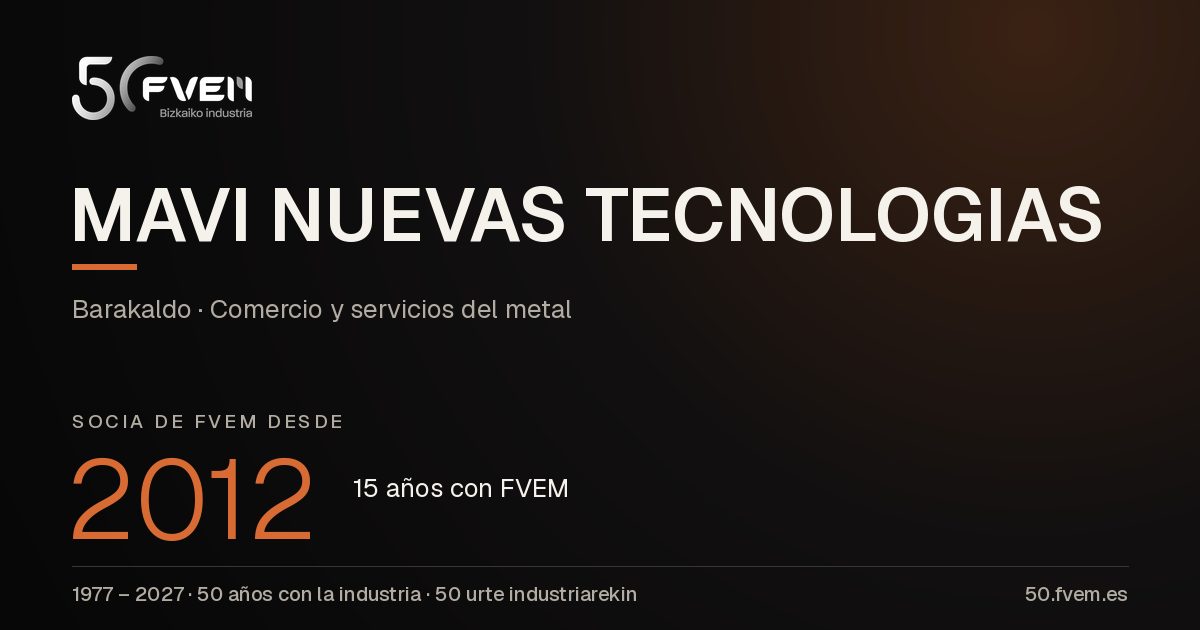 50 FVEM
Bizkaiko industria
MAVI NUEVAS TECNOLOGIAS
Barakaldo · Comercio y servicios del metal
SOCIA DE FVEM DESDE
2012
15 años con FVEM
1977 – 2027 · 50 años con la industria · 50 urte industriarekin
50.fvem.es